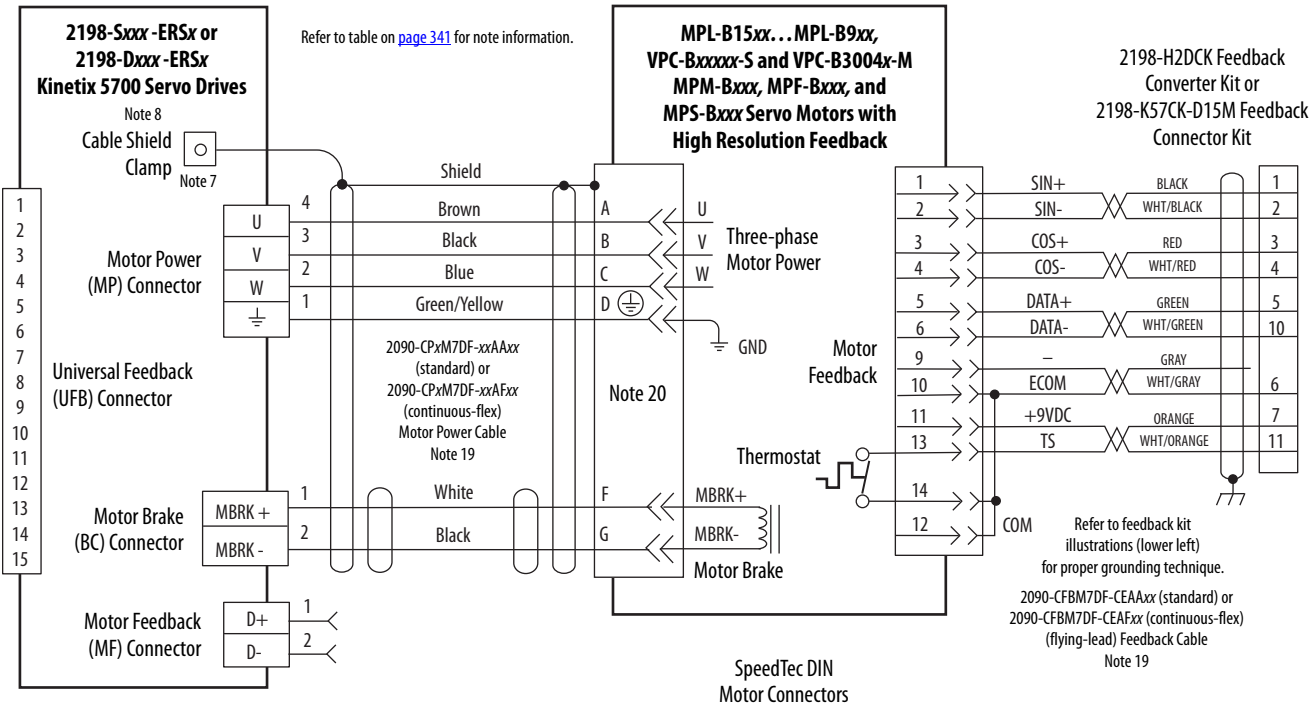 2198-Sxxx -ERSx or
2198-Dxxx -ERSx
Kinetix 5700 Servo Drives
Note 8
Cable Shield
Clamp
Note 7
Refer to table on page 341 for note information.
MPL-B15xx…MPL-B9xx,
VPC-Bxxxxx-S and VPC-B3004x-M
MPM-Bxxx, MPF-Bxxx, and
MPS-Bxxx Servo Motors with
High Resolution Feedback
2198-H2DCK Feedback
Converter Kit or
2198-K57CK-D15M Feedback
Connector Kit
1
2
3
4
5
6
7
8
9
10
11
12
13
14
15
Universal Feedback
(UFB) Connector
Motor Power
(MP) Connector
U
V
W
4
3
2
1
Shield
Brown
Black
Blue
Green/Yellow
A
B
C
D
U
V
W
Three-phase
Motor Power
GND
2090-CPxM7DF-xxAAxx
(standard) or
2090-CPxM7DF-xxAFxx
(continuous-flex)
Motor Power Cable
Note 19
Note 20
Motor Brake
(BC) Connector
MBRK +
MBRK -
1
2
White
Black
F
G
MBRK+
MBRK-
Motor Brake
Motor Feedback
(MF) Connector
D+
D-
1
2
Motor
Feedback
Thermostat
1 SIN+ BLACK 1
2 SIN- WHT/BLACK 2
3 COS+ RED 3
4 COS- WHT/RED 4
5 DATA+ GREEN 5
6 DATA- WHT/GREEN 10
9 – GRAY
10 ECOM WHT/GRAY 6
11 +9VDC ORANGE 7
13 TS WHT/ORANGE 11
14
12 COM
Refer to feedback kit
illustrations (lower left)
for proper grounding technique.
2090-CFBM7DF-CEAAxx (standard) or
2090-CFBM7DF-CEAFxx (continuous-flex)
(flying-lead) Feedback Cable
Note 19
SpeedTec DIN
Motor Connectors